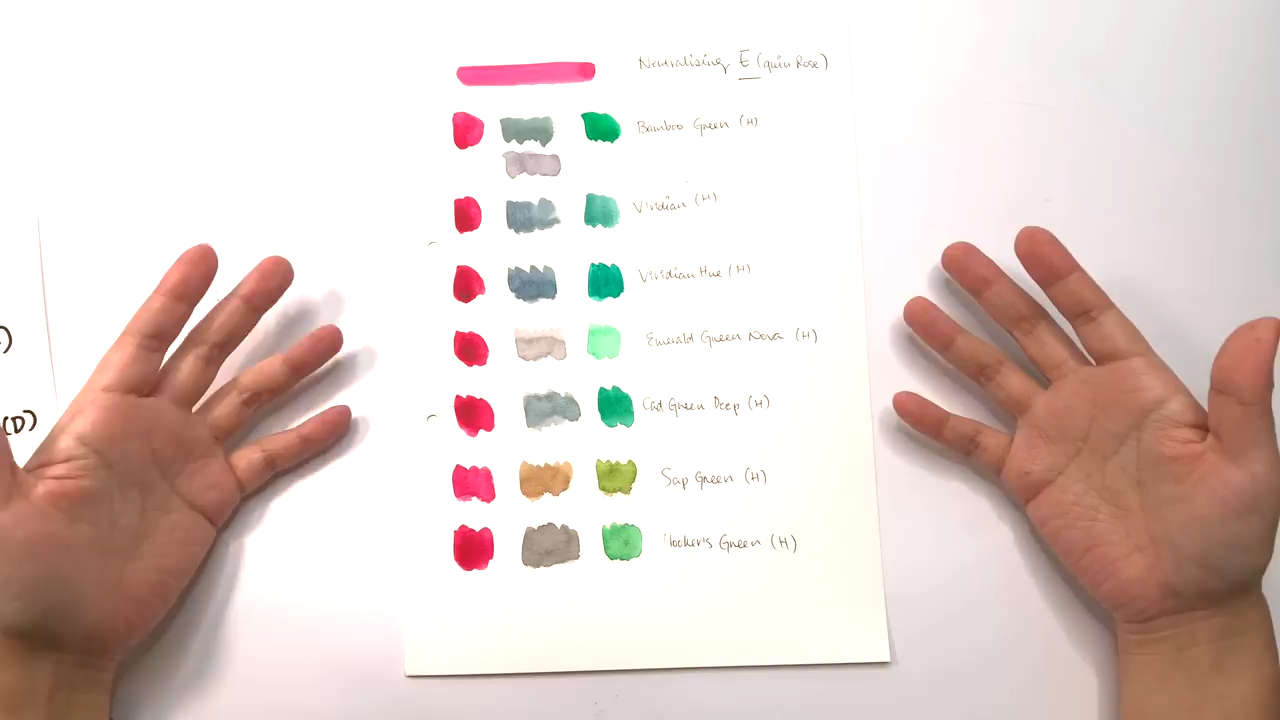 Neutralising E (quin Rose)
Bamboo Green (H)
Viridian (H)
Viridian Hue (H)
Emerald Green Nova (H)
Cad Green Deep (H)
Sap Green (H)
Hooker's Green (H)
)
(D)